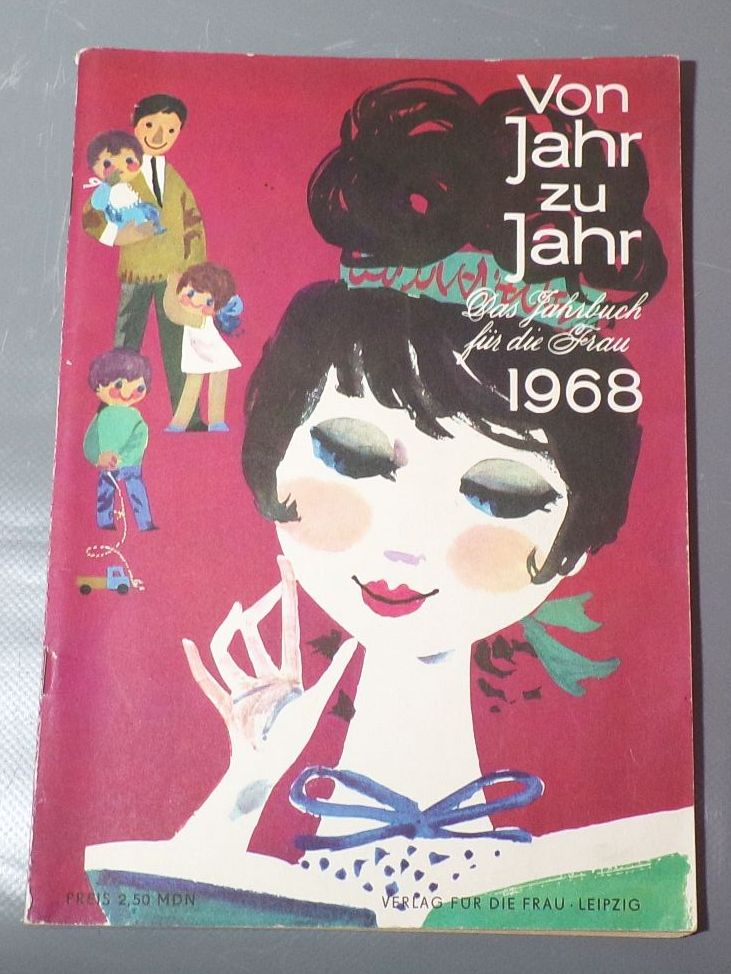 Von
Jahr
zu
Jahr
Das Jahrbuch
für die Frau
1968
PREIS 2,50 MDN
VERLAG FÜR DIE FRAU · LEIPZIG